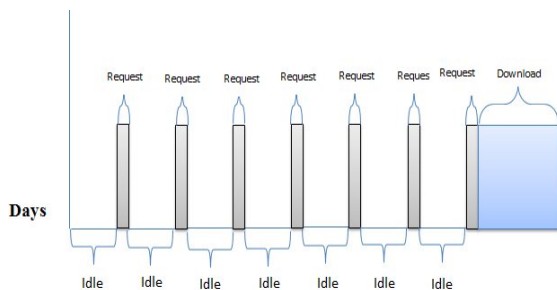 Request Request Request Request Request Reques Request Download
Days
Idle Idle Idle Idle Idle Idle Idle